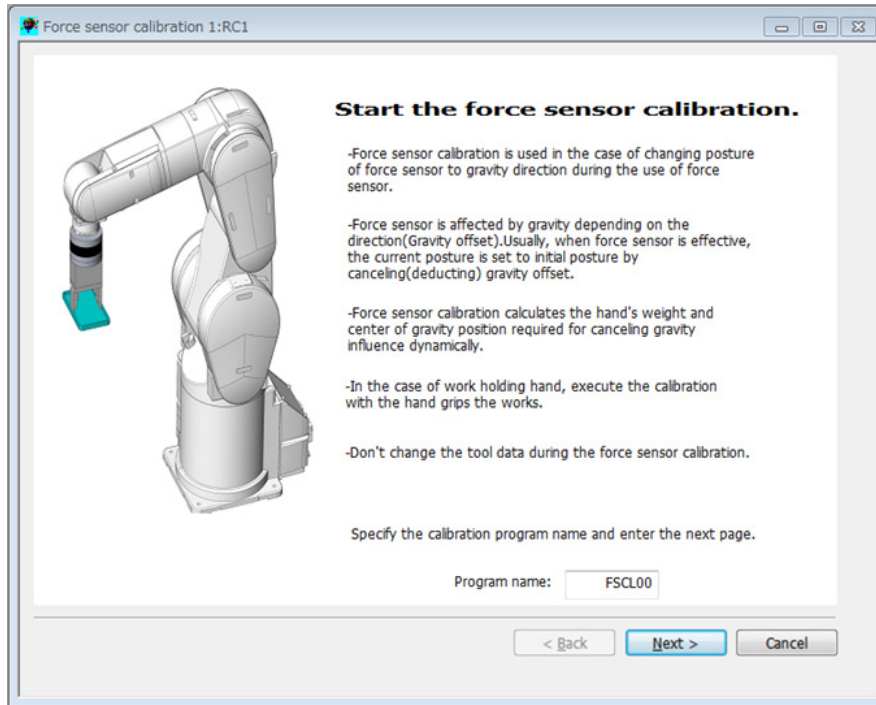 Force sensor calibration 1:RC1
Start the force sensor calibration.
-Force sensor calibration is used in the case of changing posture
of force sensor to gravity direction during the use of force
sensor.
-Force sensor is affected by gravity depending on the
direction(Gravity offset).Usually, when force sensor is effective,
the current posture is set to initial posture by
canceling(deducting) gravity offset.
-Force sensor calibration calculates the hand's weight and
center of gravity position required for canceling gravity
influence dynamically.
-In the case of work holding hand, execute the calibration
with the hand grips the works.
-Don't change the tool data during the force sensor calibration.
Specify the calibration program name and enter the next page.
Program name: FSCL00
< Back Next > Cancel